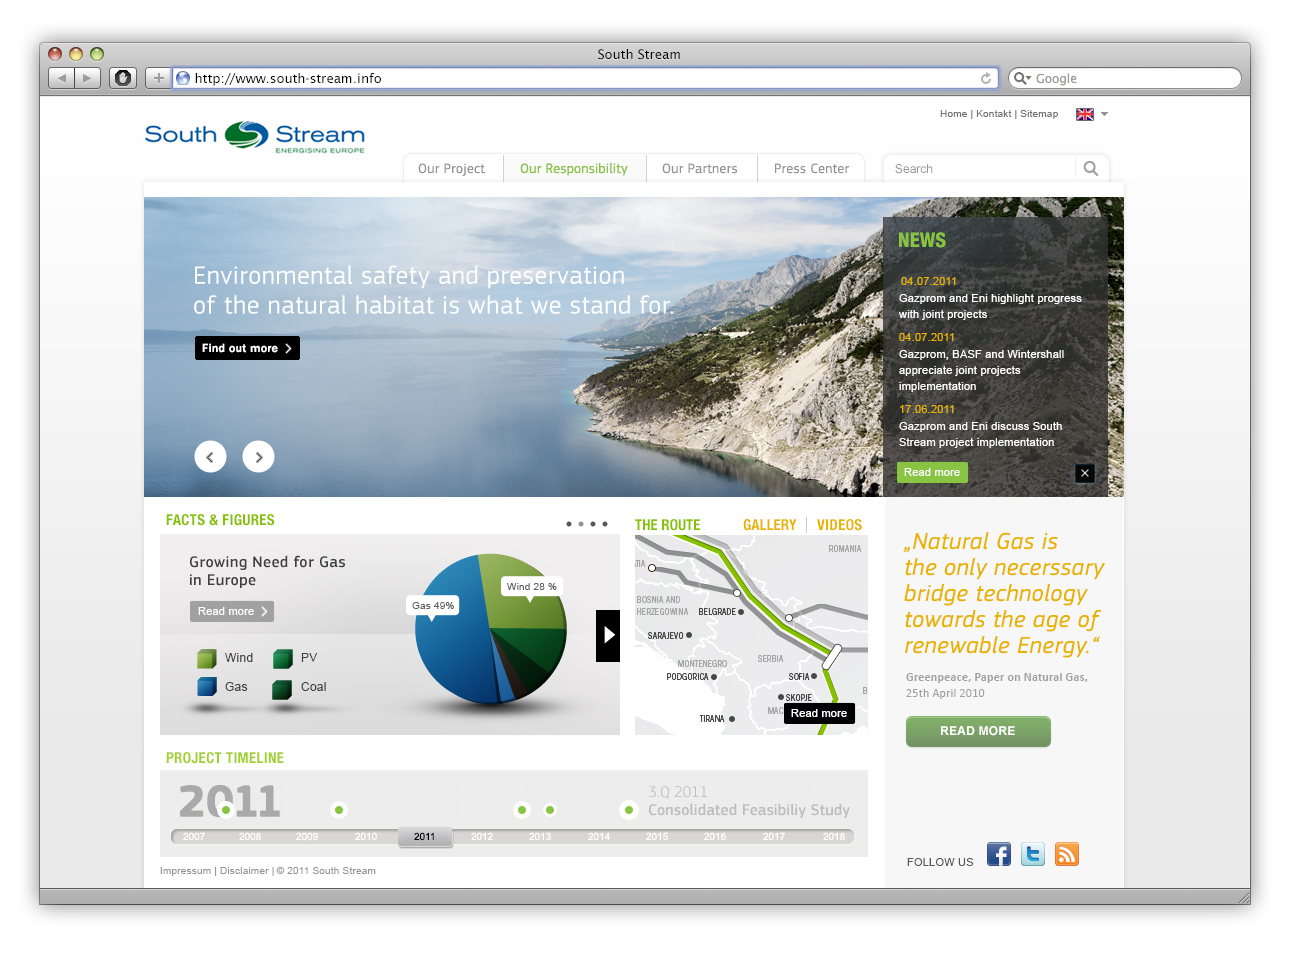 South Stream
http://www.south-stream.info
Google
Home | Kontakt | Sitemap
South Stream
ENERGISING EUROPE
Our Project
Our Responsibility
Our Partners
Press Center
Search
Environmental safety and preservation
of the natural habitat is what we stand for.
Find out more
NEWS
04.07.2011
Gazprom and Eni highlight progress
with joint projects
04.07.2011
Gazprom, BASF and Wintershall
appreciate joint projects
implementation
17.06.2011
Gazprom and Eni discuss South
Stream project implementation
Read more
FACTS & FIGURES
Growing Need for Gas
in Europe
Read more
Wind
PV
Gas
Coal
Gas 49%
Wind 28 %
THE ROUTE
GALLERY
VIDEOS
ROMANIA
BOSNIA AND
HERZEGOWNA
BELGRADE
SARAJEVO
SERBIA
MONTENEGRO
PODGORICA
SOFIA
SKOPJE
TIRANA
Read more
„Natural Gas is
the only necerssary
bridge technology
towards the age of
renewable Energy.“
Greenpeace, Paper on Natural Gas,
25th April 2010
READ MORE
PROJECT TIMELINE
2011
3.Q 2011
Consolidated Feasibiliy Study
2007 2008 2009 2010 2011 2012 2013 2014 2015 2016 2017 2018
FOLLOW US
Impressum | Disclaimer | © 2011 South Stream